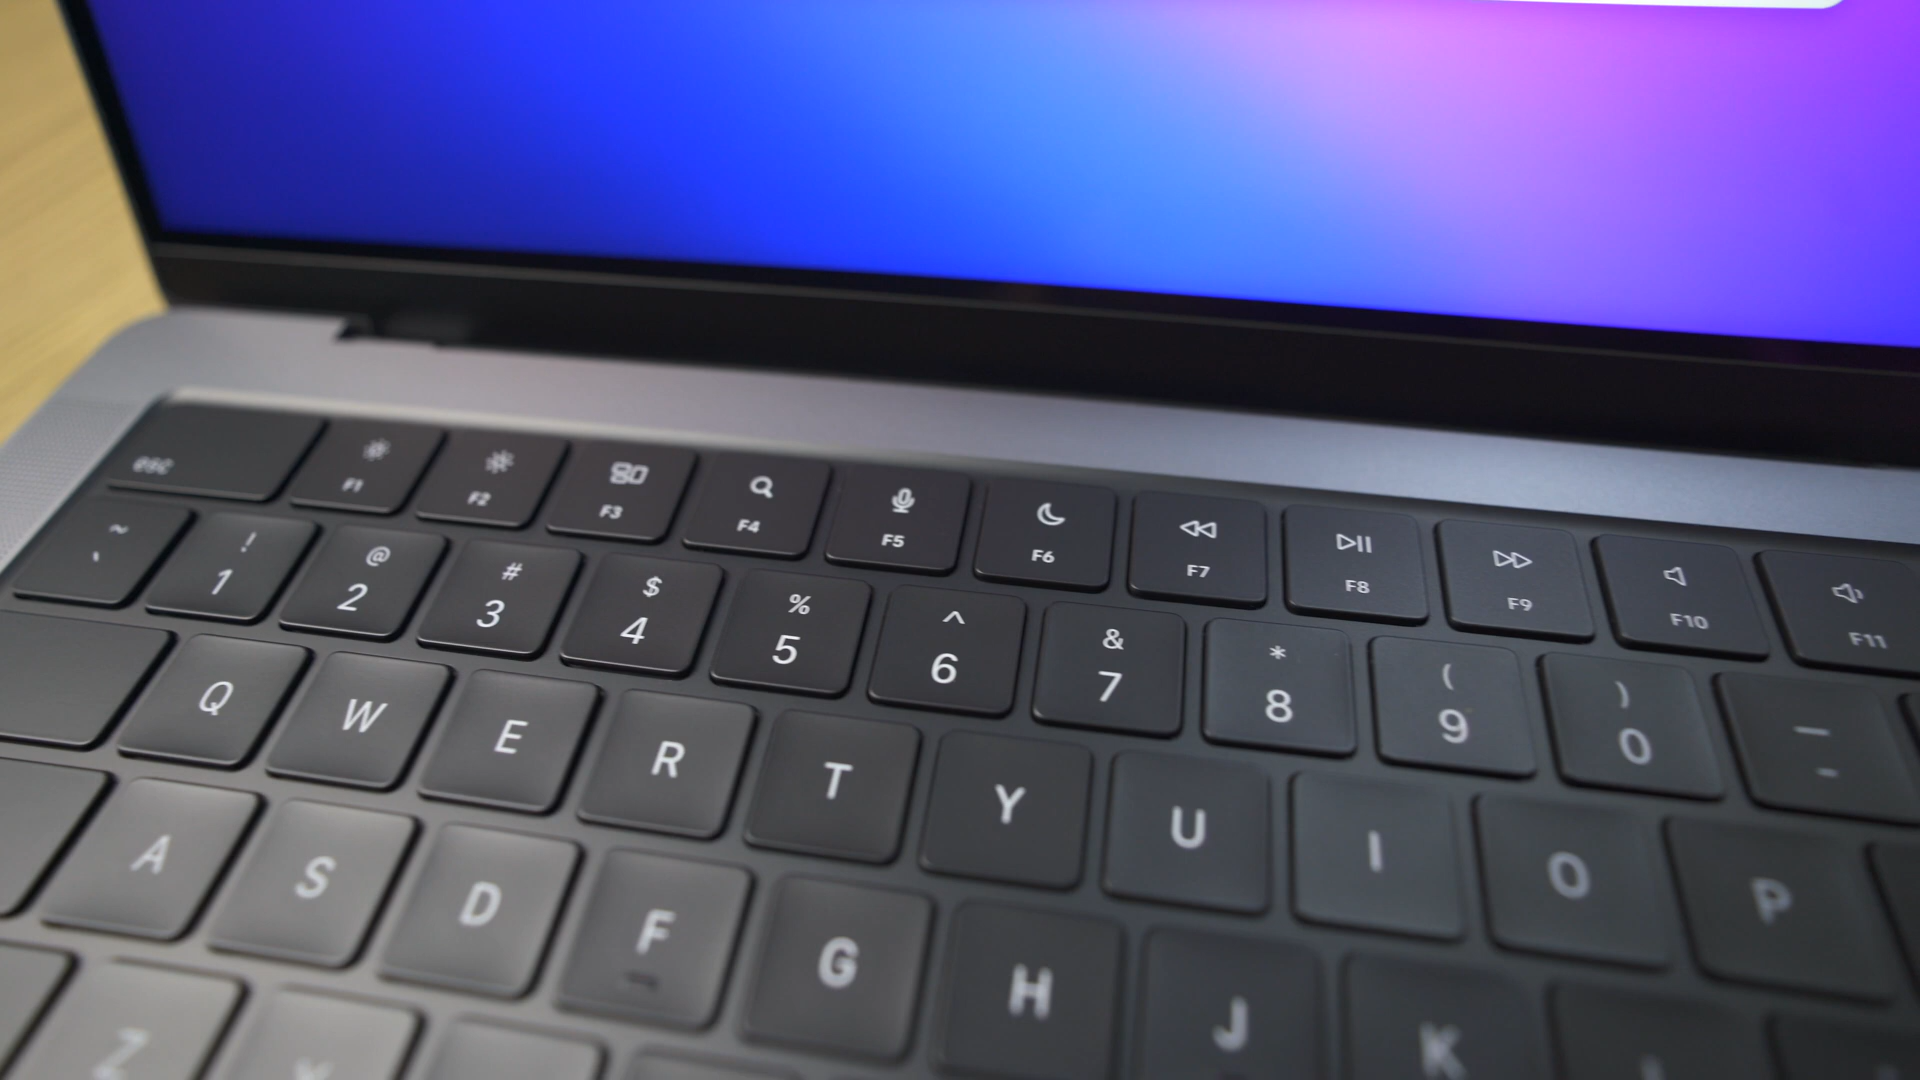 esc F1 F2 F3 F4 F5 F6 F7 F8 F9 F10 F11
~ ! @ # $ % ^ & * ( ) —
` 1 2 3 4 5 6 7 8 9 0 -
Q W E R T Y U I O P
A S D F G H J K
Z